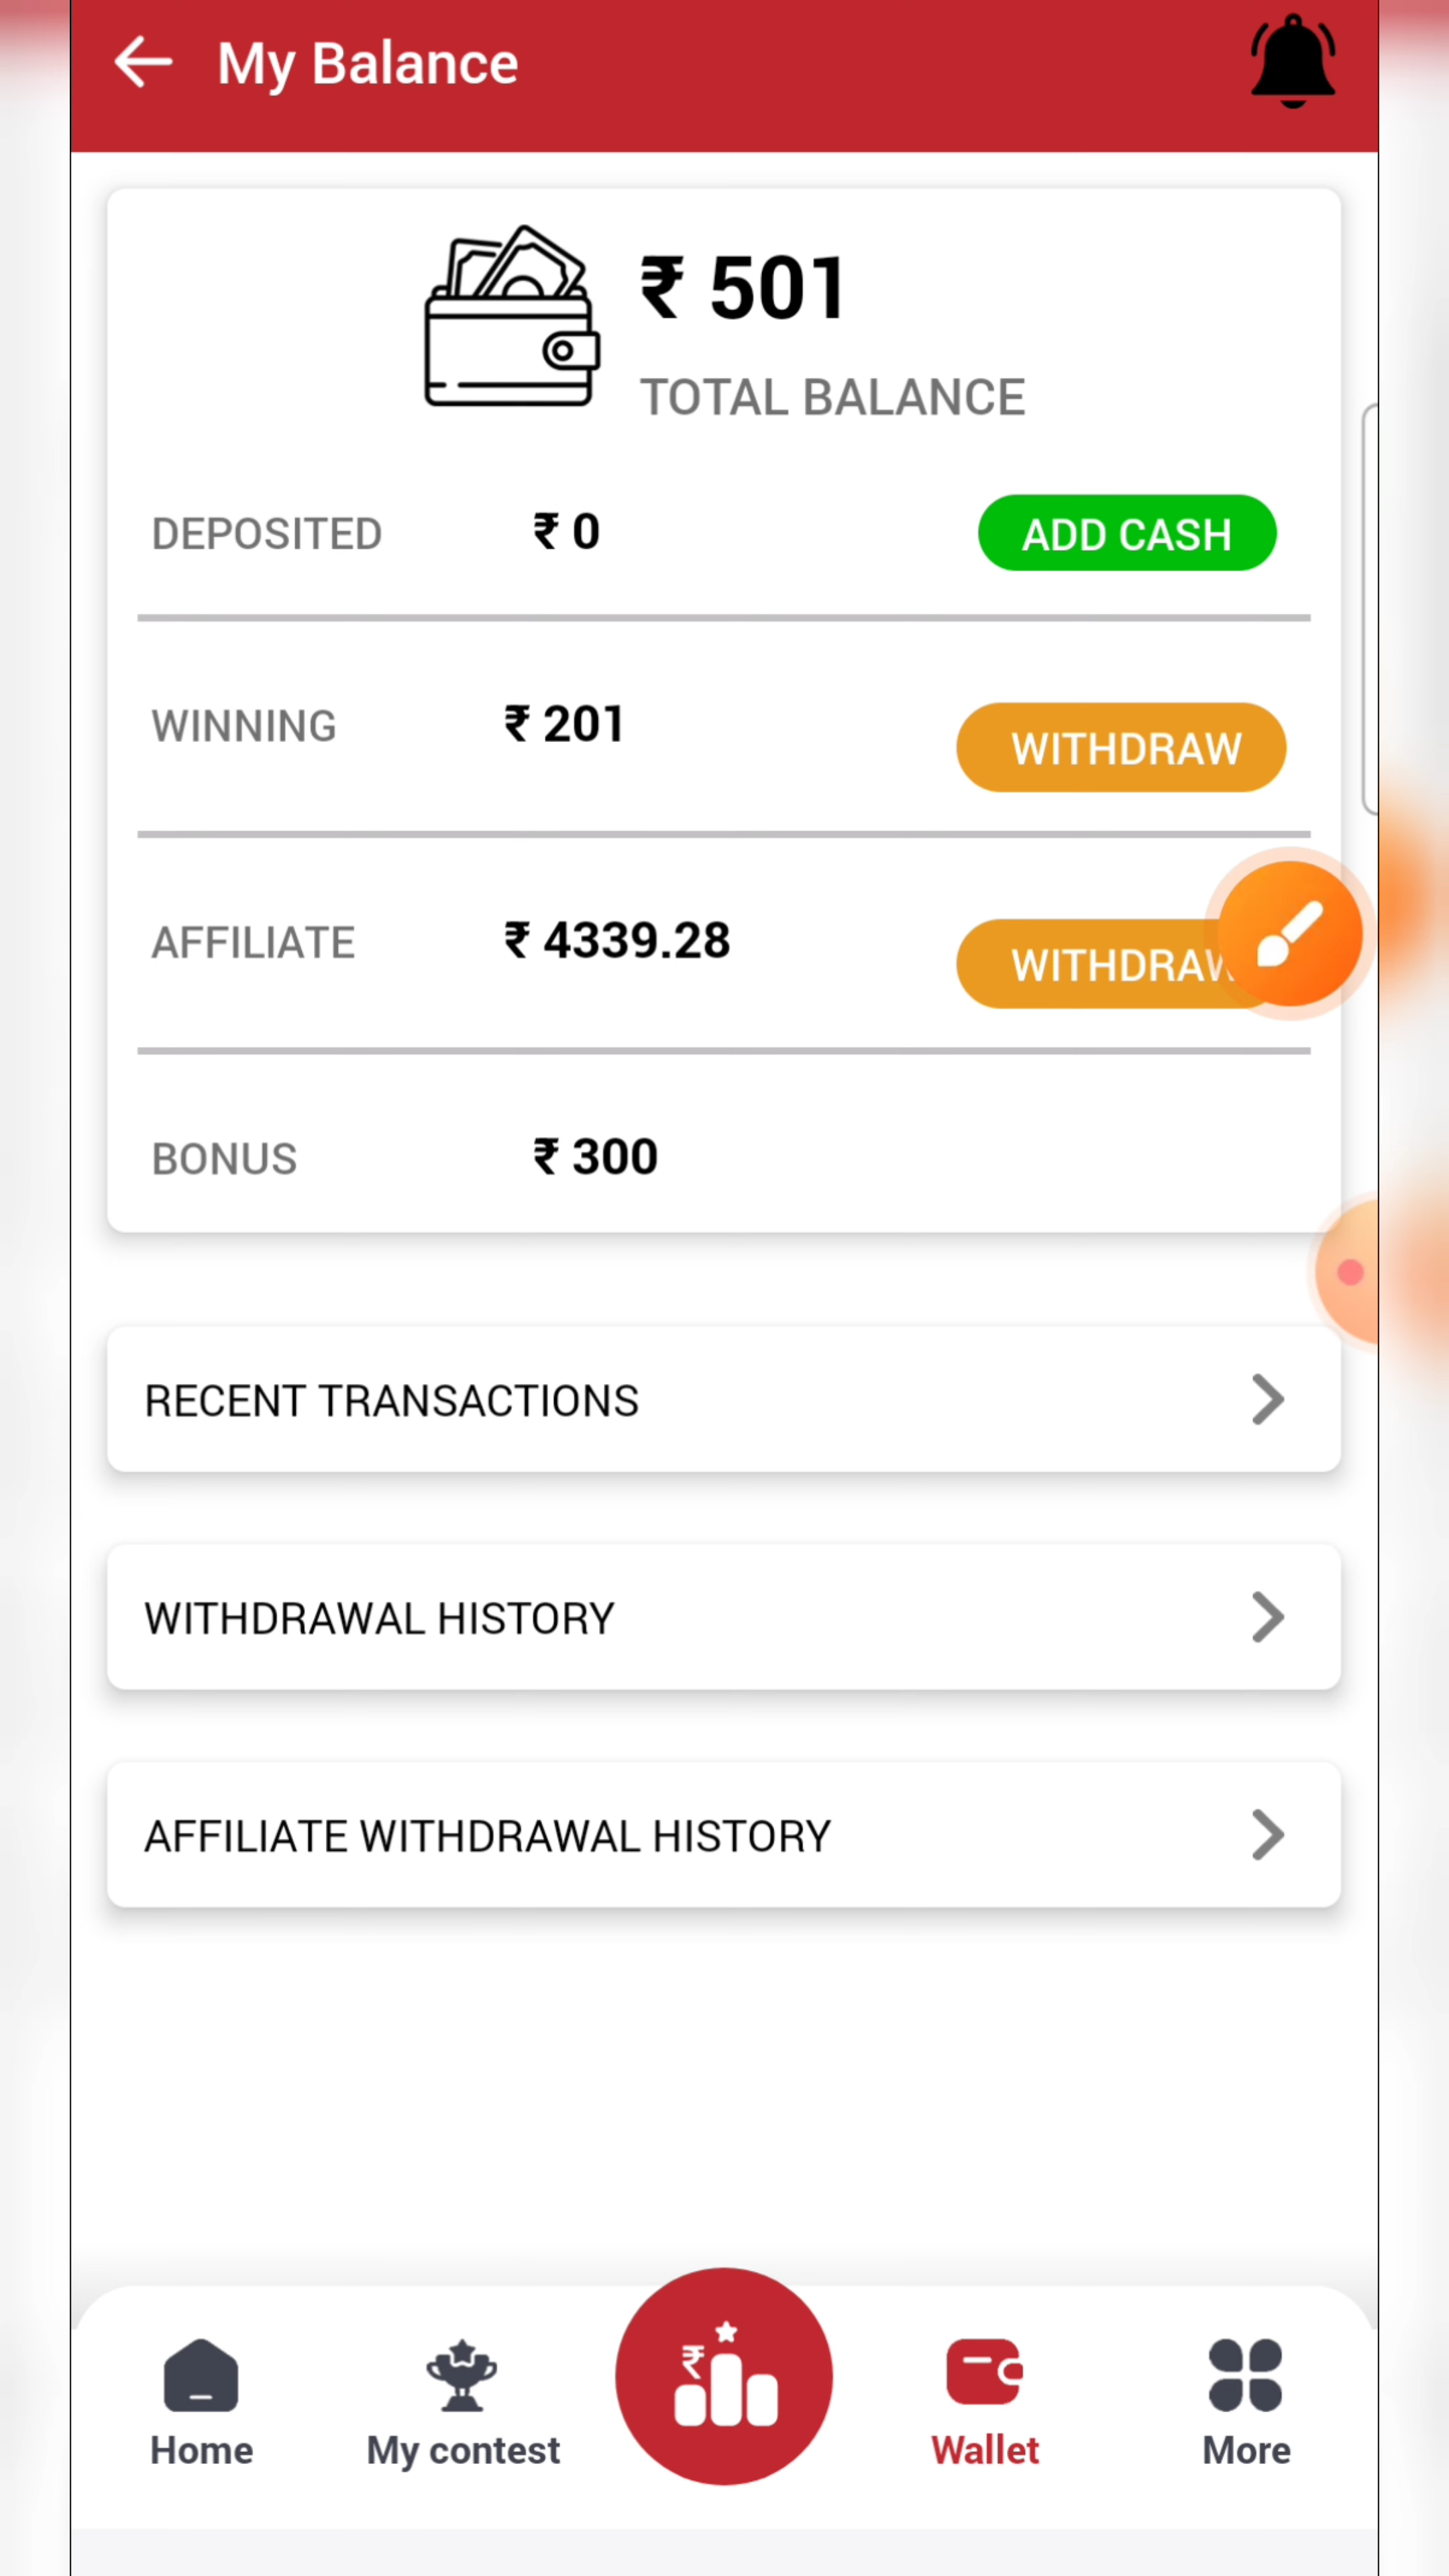 My Balance
₹ 501
TOTAL BALANCE
DEPOSITED ₹ 0 ADD CASH
WINNING ₹ 201 WITHDRAW
AFFILIATE ₹ 4339.28 WITHDRAW
BONUS ₹ 300
RECENT TRANSACTIONS
WITHDRAWAL HISTORY
AFFILIATE WITHDRAWAL HISTORY
₹
Home My contest Wallet More